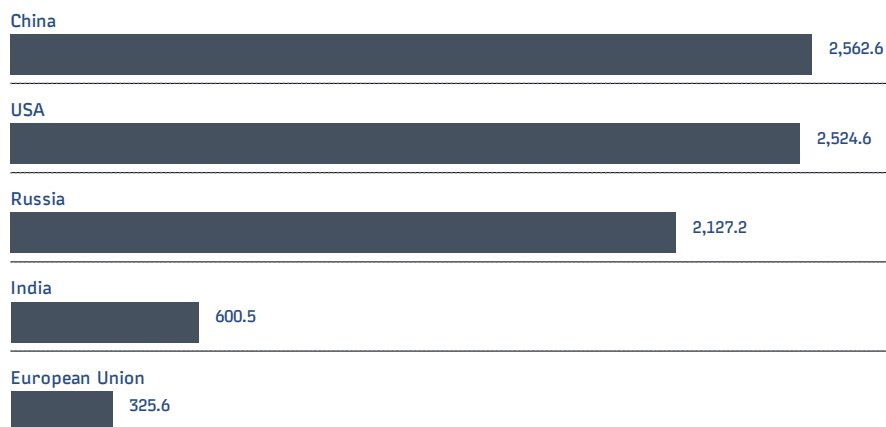 China
2,562.6
USA
2,524.6
Russia
2,127.2
India
600.5
European Union
325.6